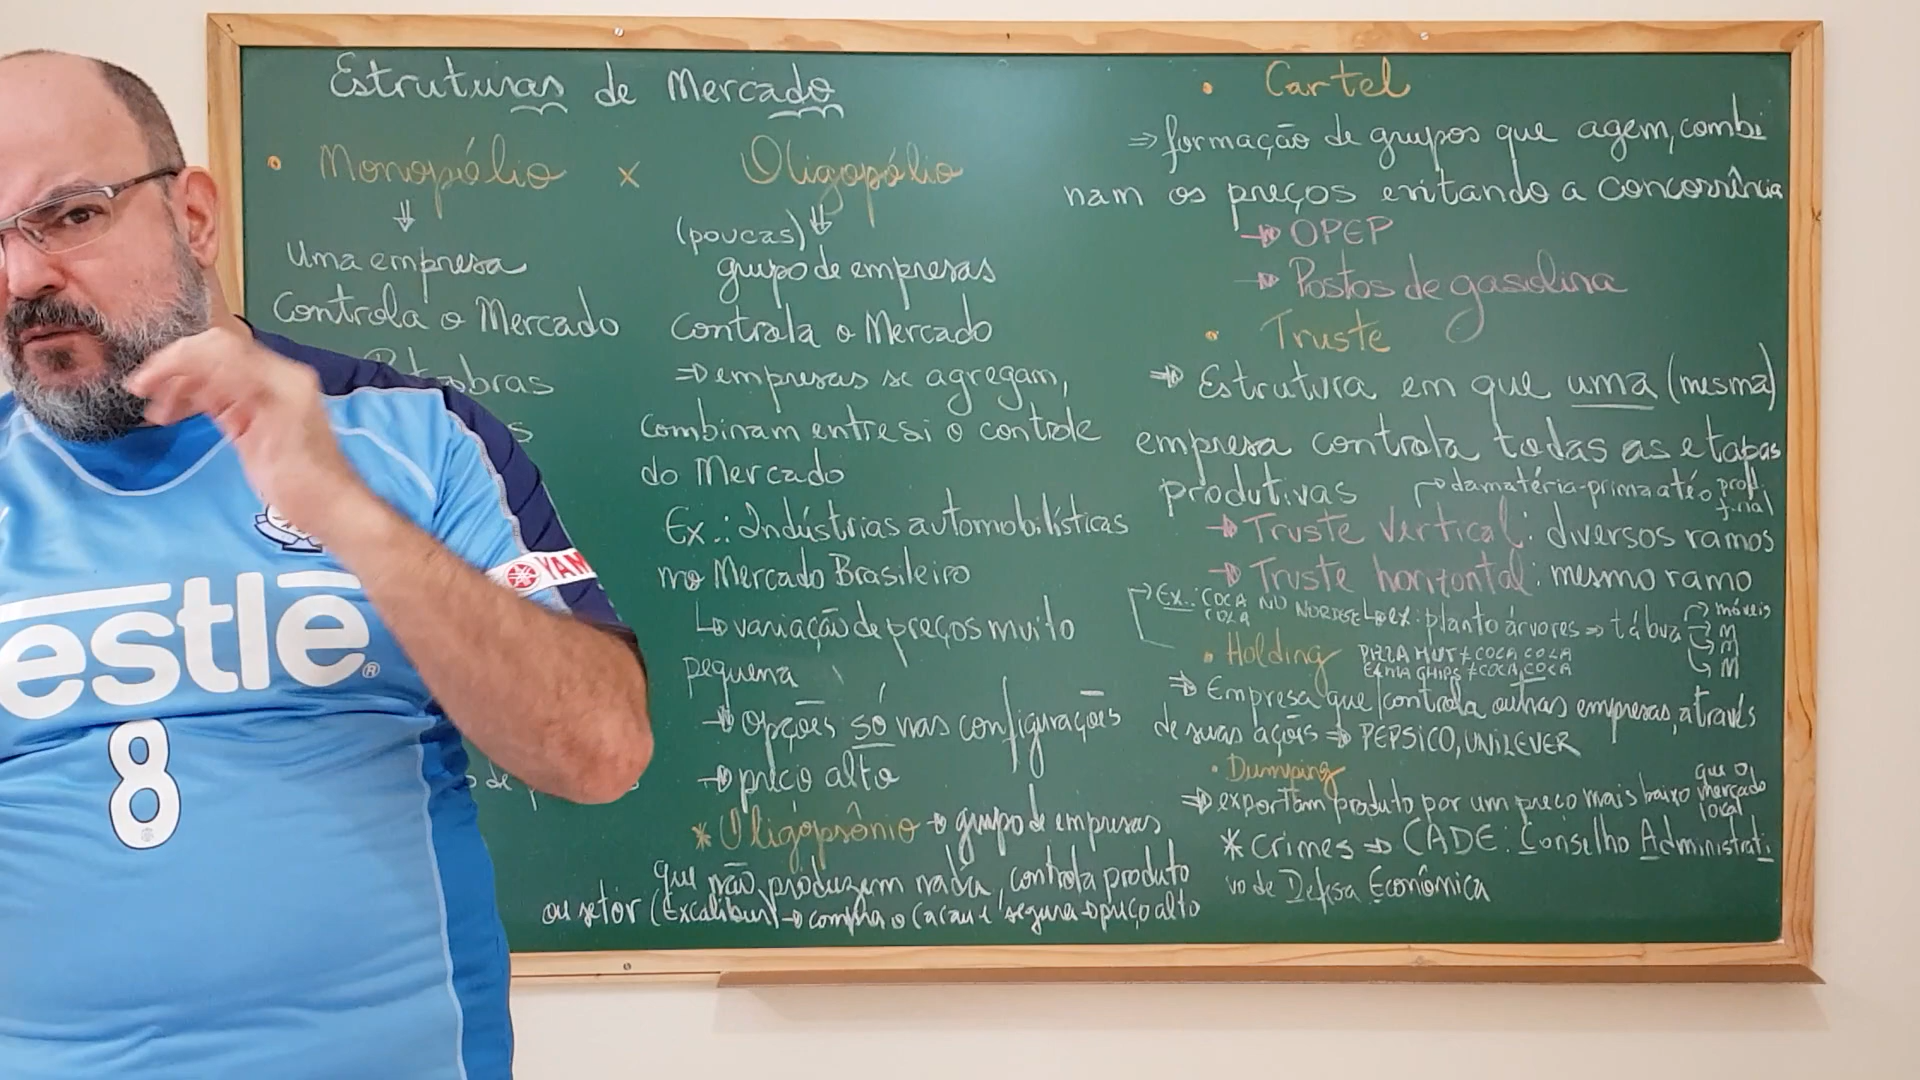 Estruturas de Mercado
• Monopólio x Oligopólio
Uma empresa
Controla o Mercado
obras
s
(poucas)
grupo de empresas
Controla o Mercado
⇒ empresas se agregam,
combinam entre si o controle
do Mercado
Ex.: Indústrias automobilísticas
no Mercado Brasileiro
↳ variação de preços muito
pequena
→ opções só nas configurações
→ preço alto
* Oligopsônio → grupo de empresas
que não produzem nada, controla produto
ou setor (Excalibur) → compra o cacau e segura → preço alto
• Cartel
⇒ formação de grupos que agem, combi
nam os preços evitando a concorrência
→ OPEP
→ Postos de gasolina
• Truste
⇒ Estrutura em que uma (mesma)
empresa controla todas as etapas
produtivas → da matéria-prima até o prod. final
→ Truste vertical: diversos ramos
→ Truste horizontal: mesmo ramo
→ Ex.: COCA COLA NO NORDESTE
↳ ex: planto árvores ⇒ tábua → móveis
M
M
M
• Holding PIZZA HUT ≠ COCA COLA
ELMA CHIPS ≠ COCA COLA
⇒ Empresa que controla outras empresas, através
de suas ações ⇒ PEPSICO, UNILEVER
• Dumping
⇒ exportam produto por um preço mais baixo que o mercado local
* Crimes ⇒ CADE: Conselho Administrati
vo de Defesa Econômica
estlē
®
8
YAM